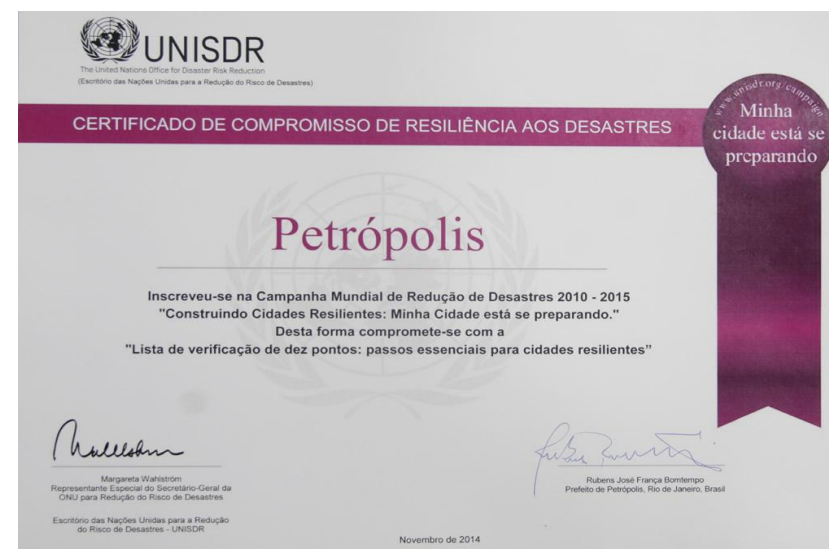 UNISDR
The United Nations Office for Disaster Risk Reduction
(Escritório das Nações Unidas para a Redução do Risco de Desastres)
CERTIFICADO DE COMPROMISSO DE RESILIÊNCIA AOS DESASTRES
www.unisdr.org/campaign
Minha
cidade está se
preparando
Petrópolis
Inscreveu-se na Campanha Mundial de Redução de Desastres 2010 - 2015
"Construindo Cidades Resilientes: Minha Cidade está se preparando."
Desta forma compromete-se com a
"Lista de verificação de dez pontos: passos essenciais para cidades resilientes"
Margareta Wahlström
Representante Especial do Secretário-Geral da
ONU para Redução do Risco de Desastres
Escritório das Nações Unidas para a Redução
do Risco de Desastres - UNISDR
Rubens José França Bomtempo
Prefeito de Petrópolis, Rio de Janeiro, Brasil
Novembro de 2014